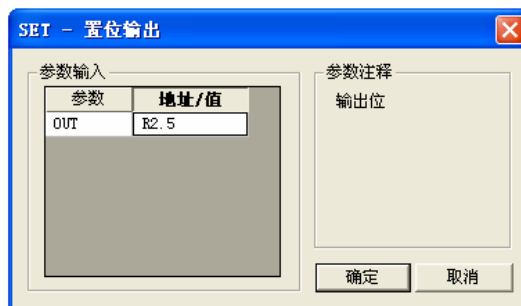 SET - 置位输出
参数输入
参数 地址/值
OUT R2.5
参数注释
输出位
确定 取消